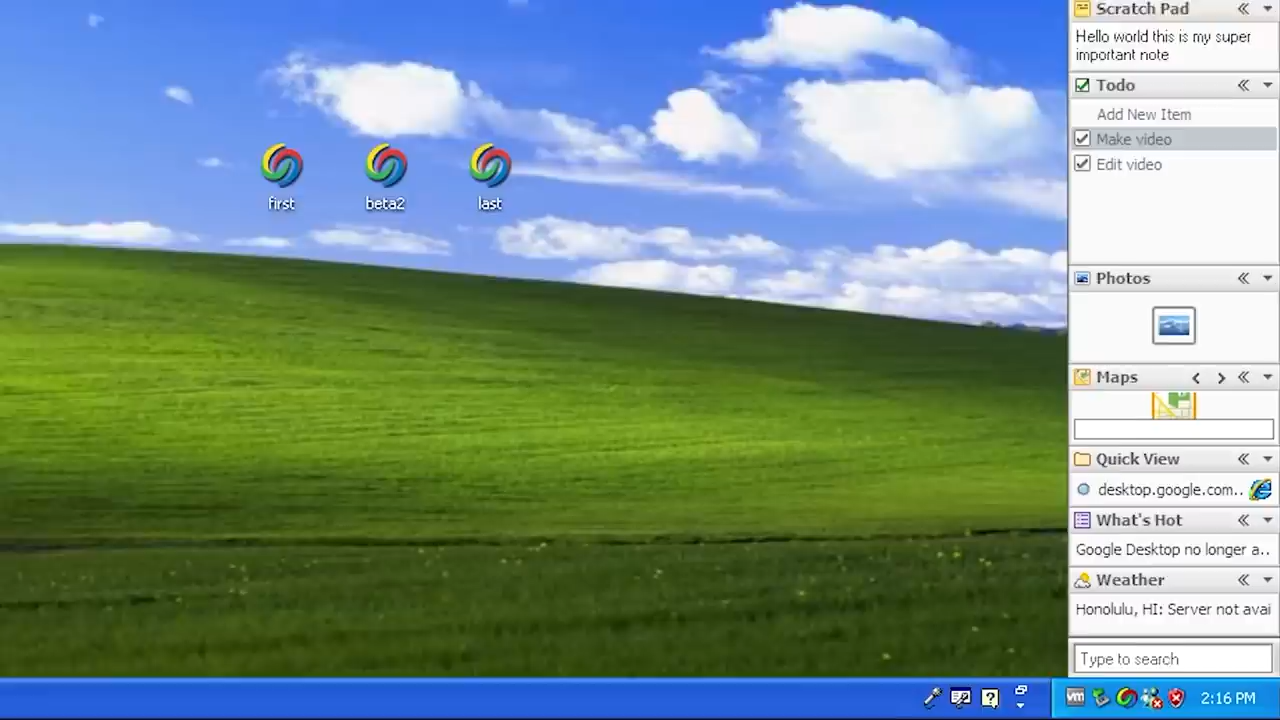 Scratch Pad
Hello world this is my super
important note
Todo
Add New Item
Make video
Edit video
first
beta2
last
Photos
Maps
Quick View
desktop.google.com..
What's Hot
Google Desktop no longer a..
Weather
Honolulu, HI: Server not avai
Type to search
vm
2:16 PM